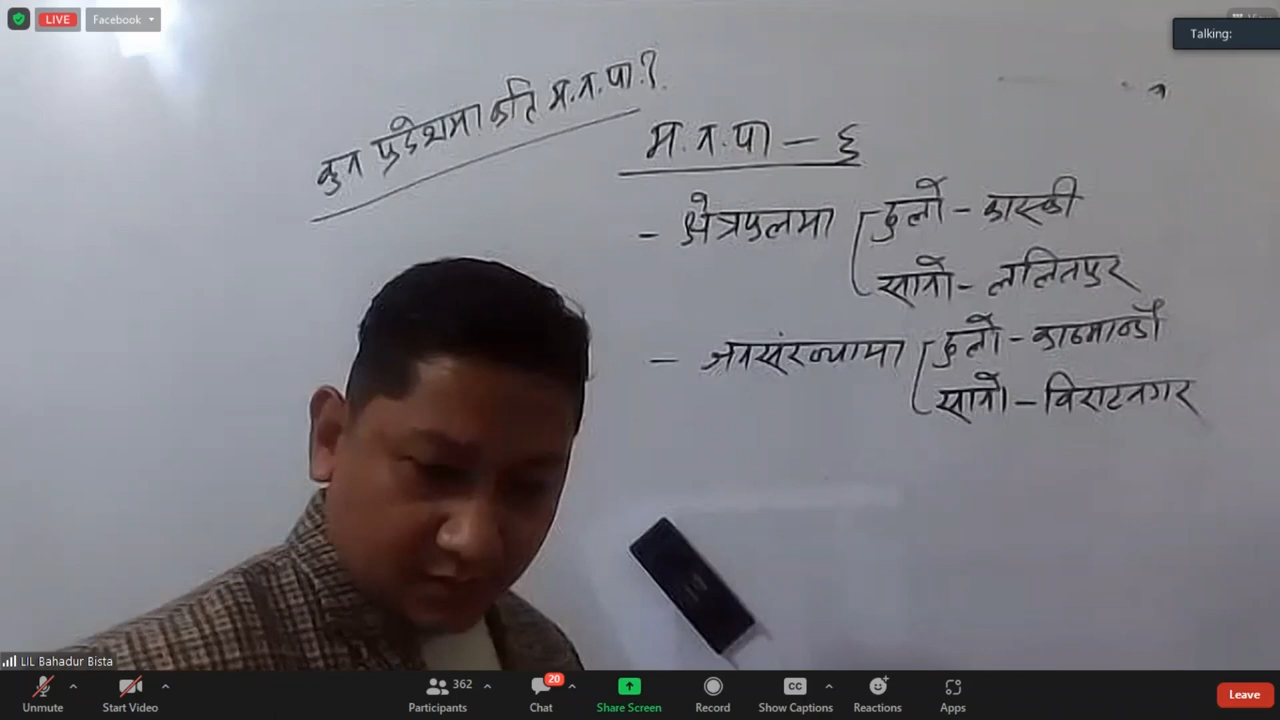 LIVE
Facebook
Talking:
कुन प्रदेशमा कति म.न.पा.?
म.न.पा – ६
– क्षेत्रफलमा
ठुलो – कास्की
सानो – ललितपुर
– जनसंख्यामा
ठुलो – काठमान्डौ
सानो – विराटनगर
LIL Bahadur Bista
Unmute
Start Video
Participants
362
Chat
20
Share Screen
Record
CC
Show Captions
Reactions
Apps
Leave